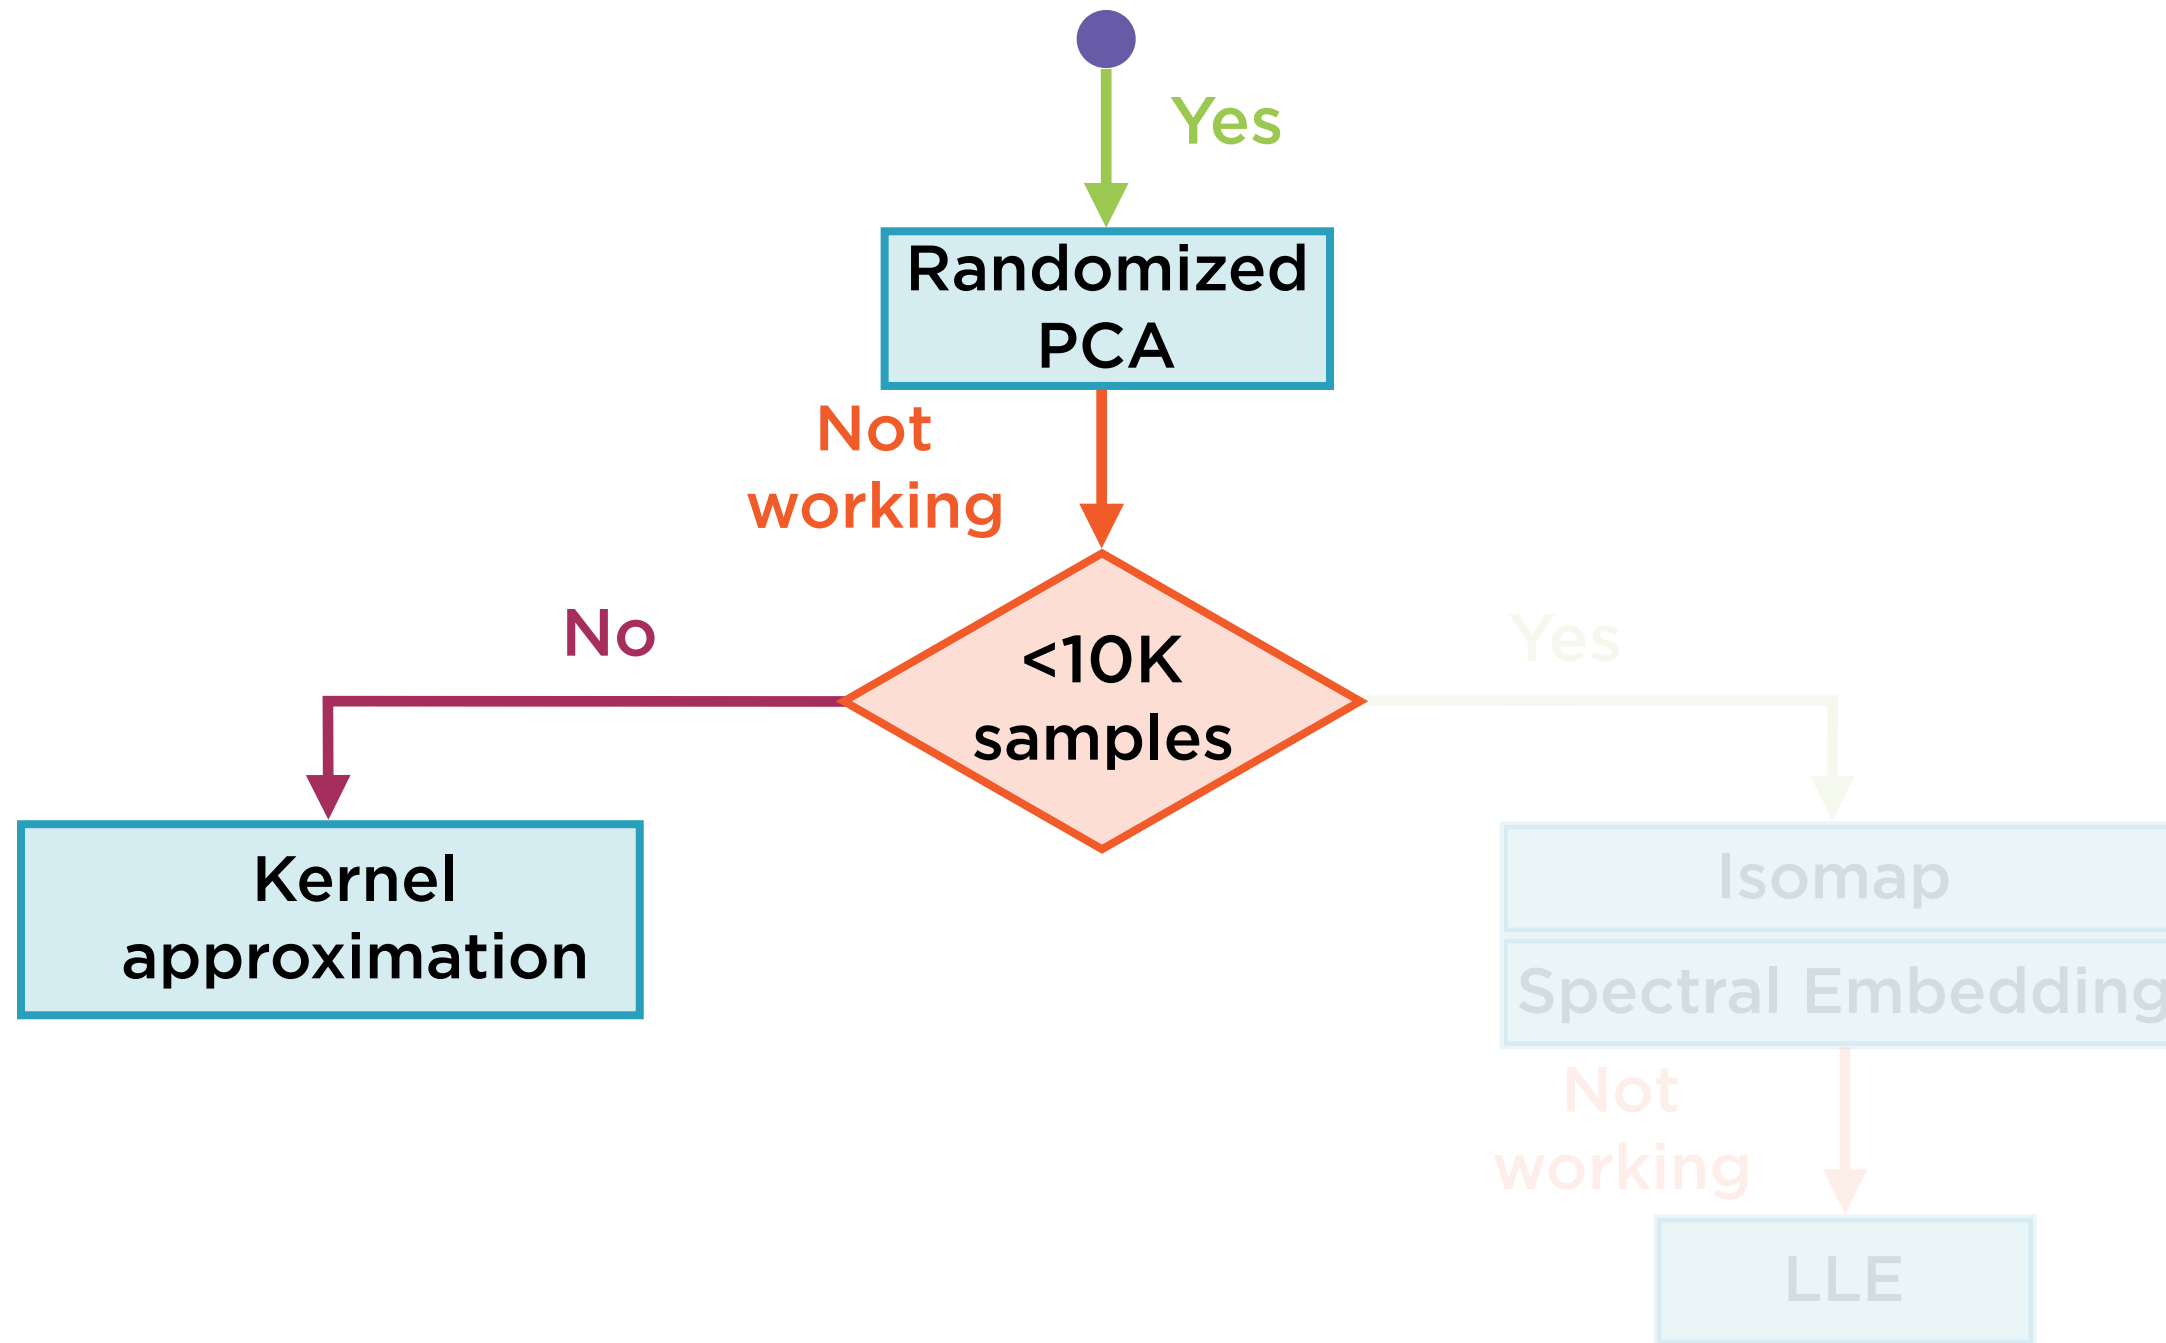 Yes
Randomized
PCA
Not
working
No
<10K
samples
Yes
Kernel
approximation
Isomap
Spectral Embedding
Not
working
LLE